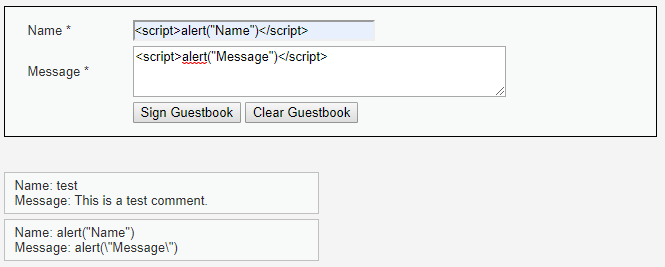 Name * <script>alert("Name")</script>
Message * <script>alert("Message")</script>
Sign Guestbook Clear Guestbook
Name: test
Message: This is a test comment.
Name: alert("Name")
Message: alert(\"Message\")